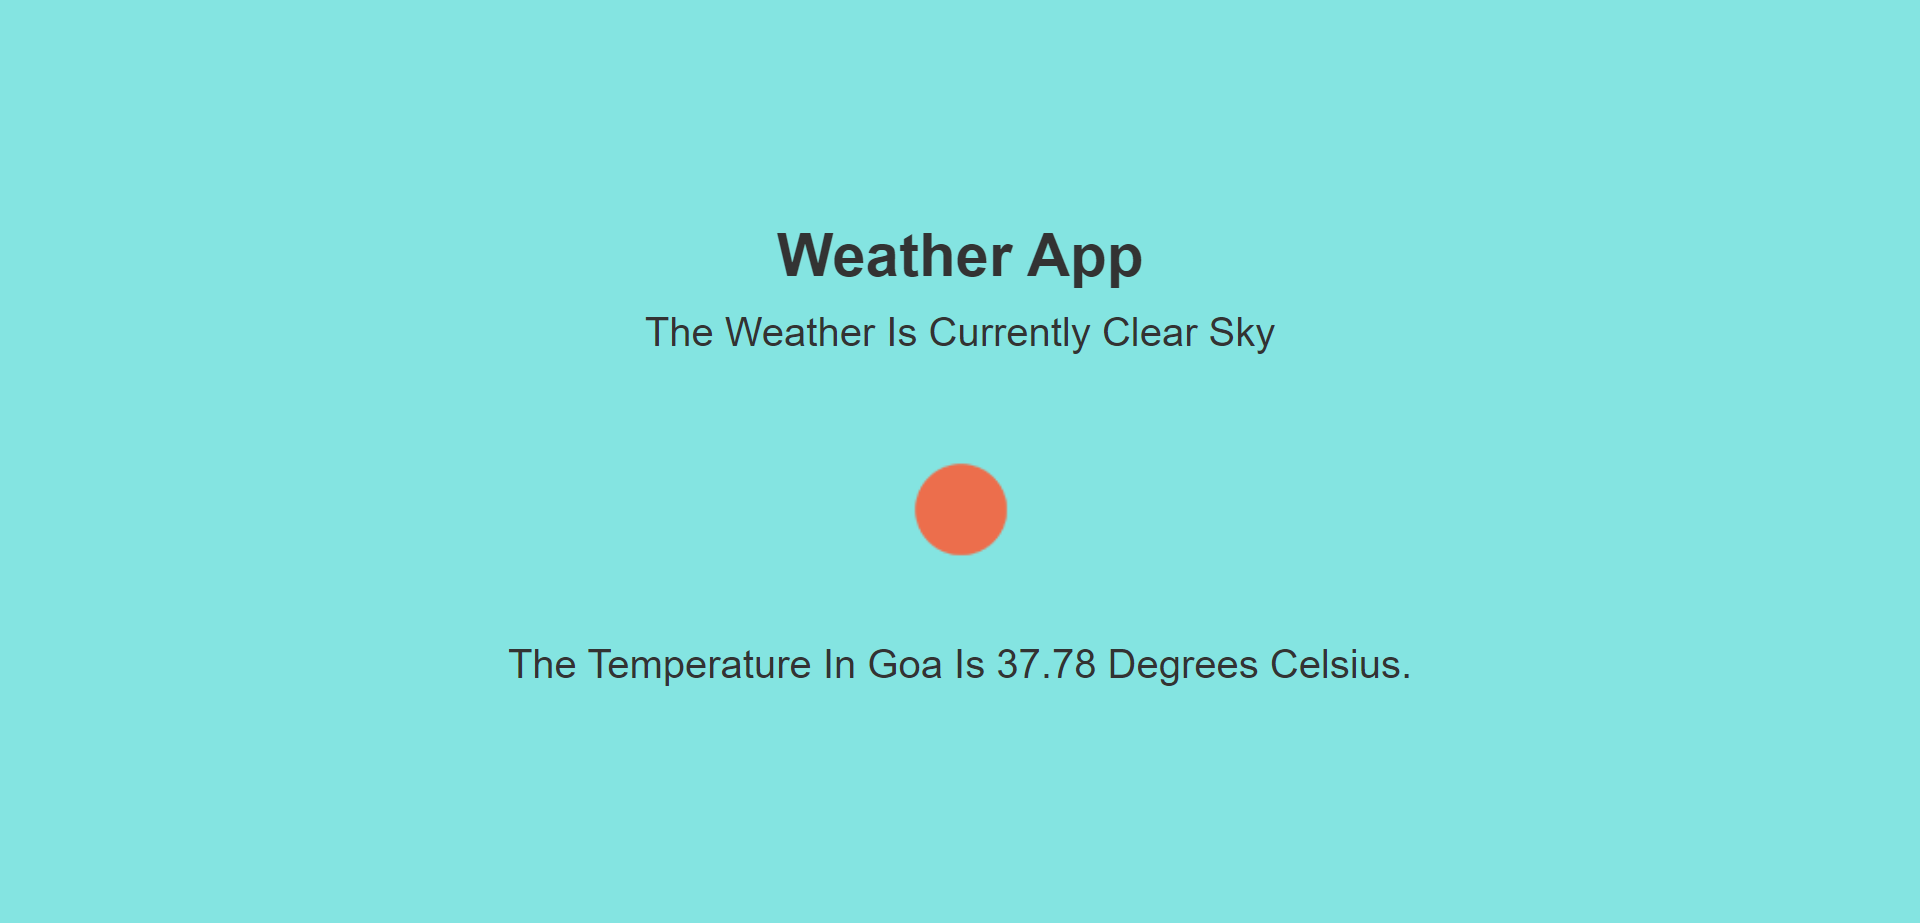 Weather App
The Weather Is Currently Clear Sky
The Temperature In Goa Is 37.78 Degrees Celsius.